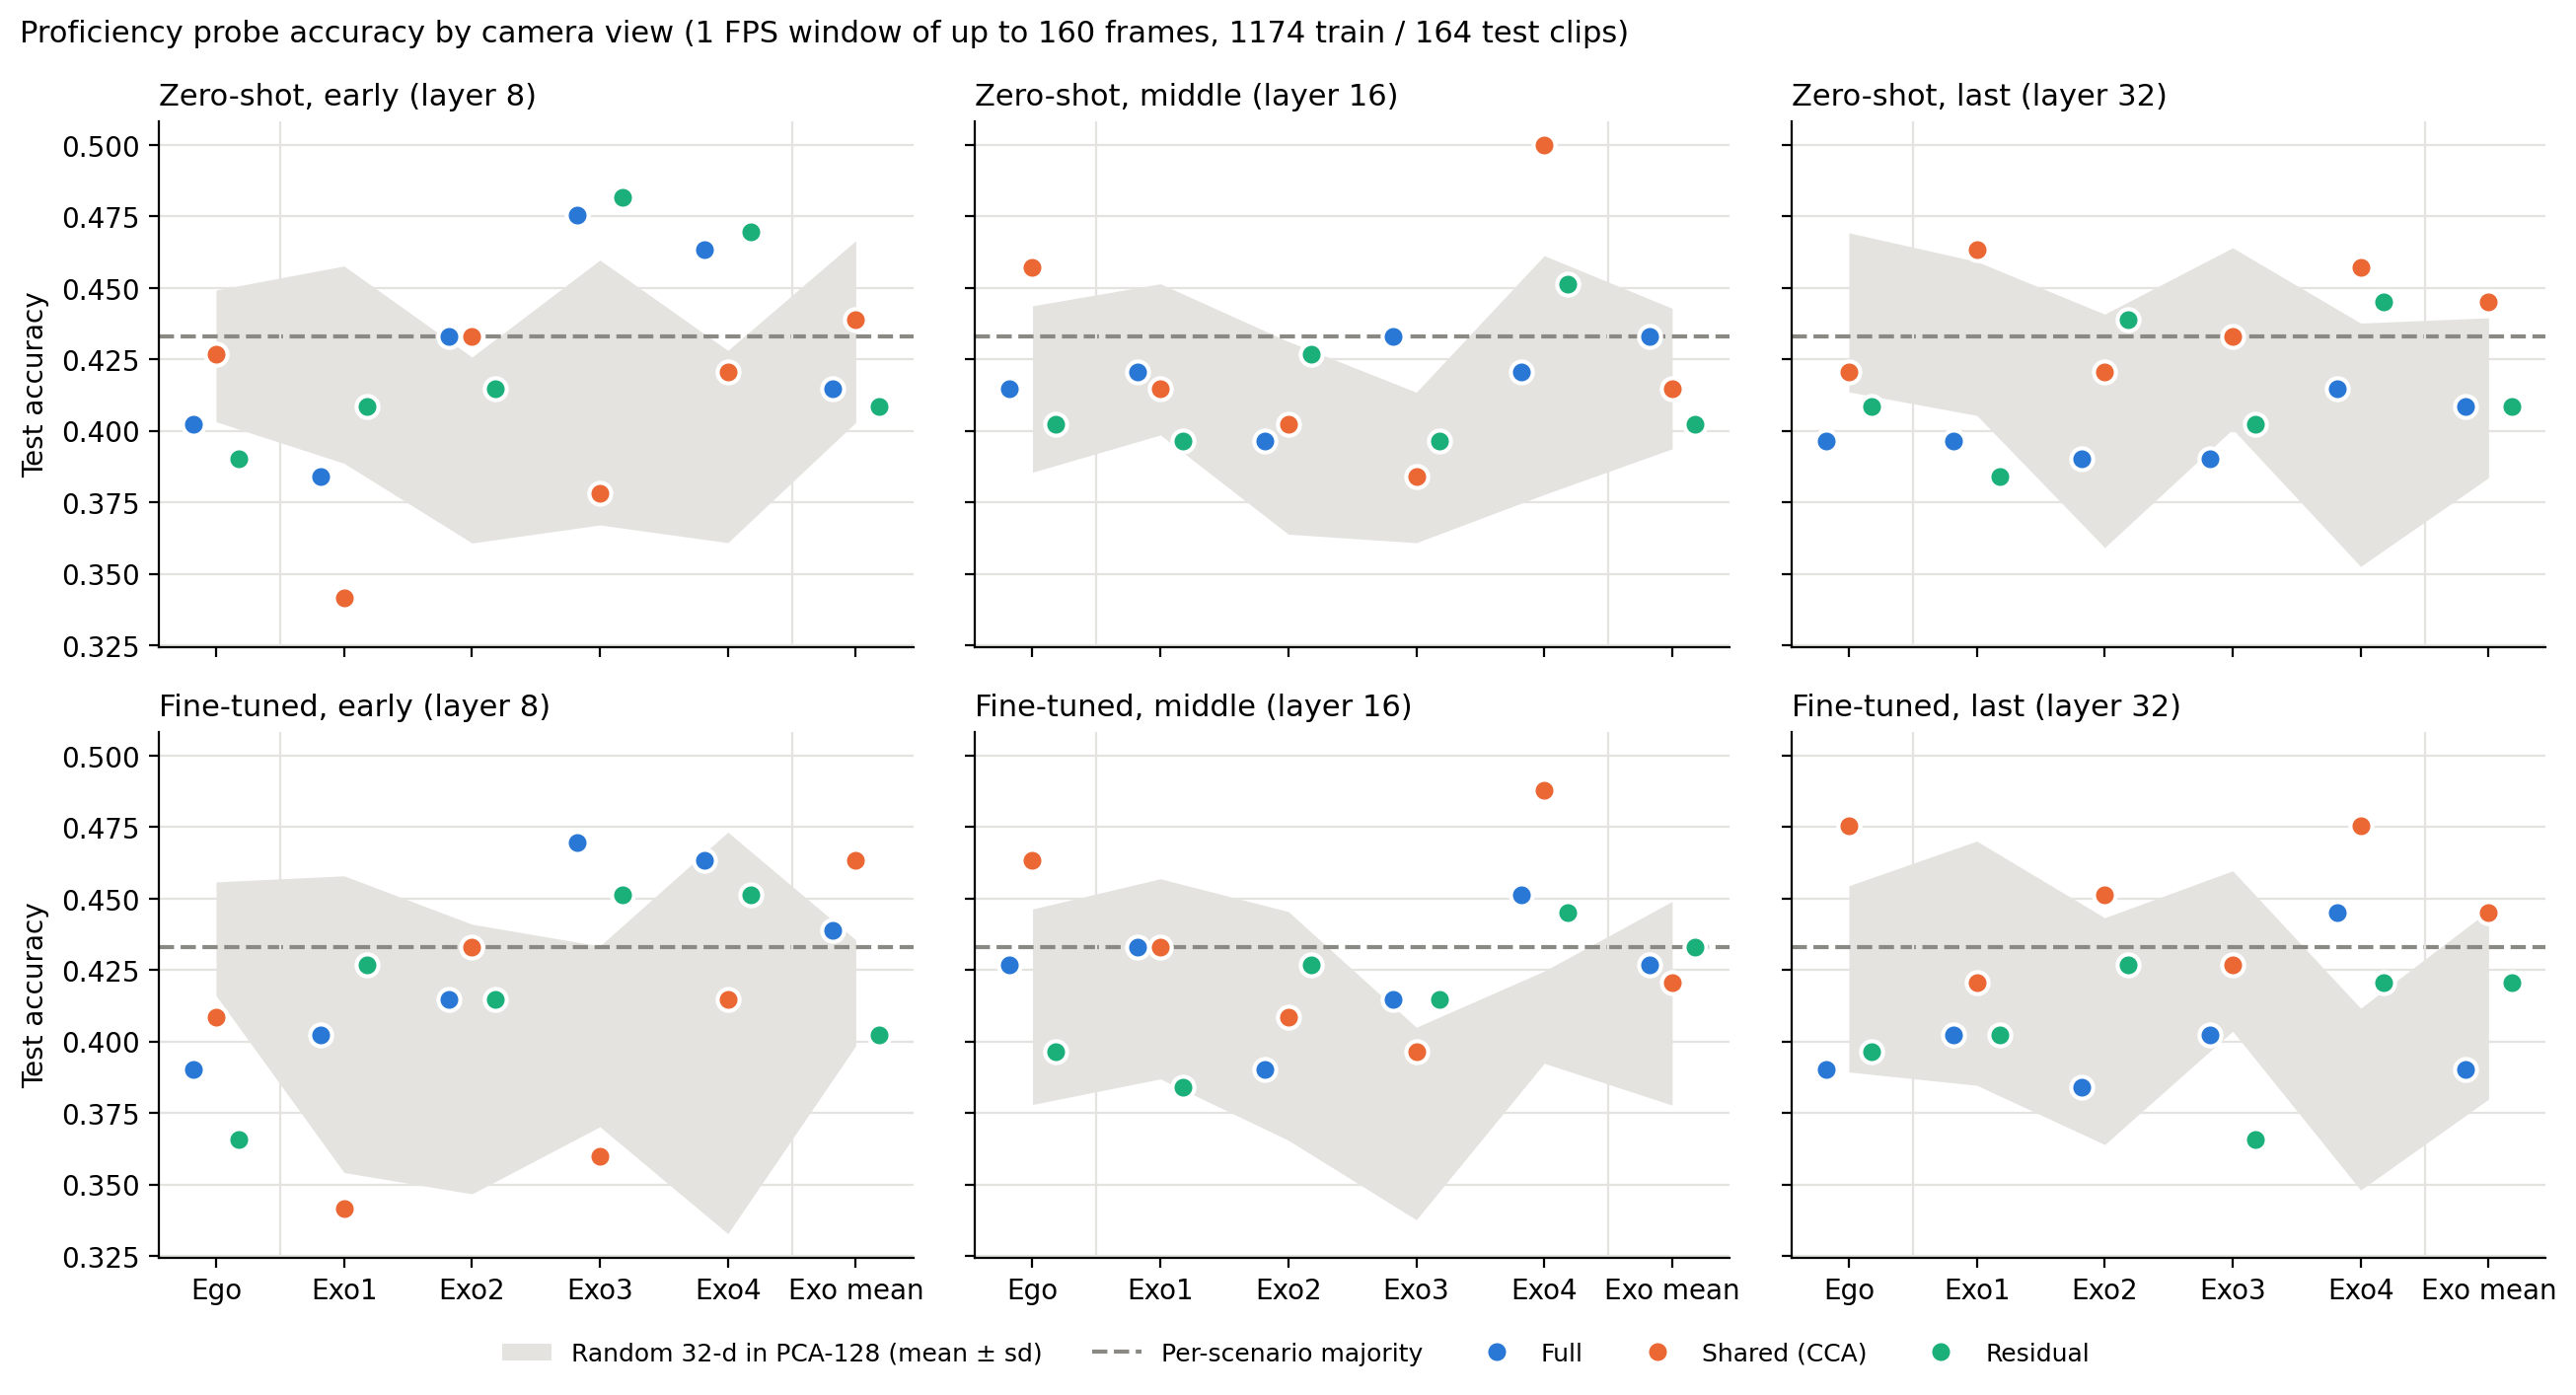 Proficiency probe accuracy by camera view (1 FPS window of up to 160 frames, 1174 train / 164 test clips)
Zero-shot, early (layer 8)
Zero-shot, middle (layer 16)
Zero-shot, last (layer 32)
Test accuracy
0.500
0.475
0.450
0.425
0.400
0.375
0.350
0.325
Fine-tuned, early (layer 8)
Fine-tuned, middle (layer 16)
Fine-tuned, last (layer 32)
Test accuracy
0.500
0.475
0.450
0.425
0.400
0.375
0.350
0.325
Ego Exo1 Exo2 Exo3 Exo4 Exo mean
Ego Exo1 Exo2 Exo3 Exo4 Exo mean
Ego Exo1 Exo2 Exo3 Exo4 Exo mean
Random 32-d in PCA-128 (mean ± sd) Per-scenario majority Full Shared (CCA) Residual